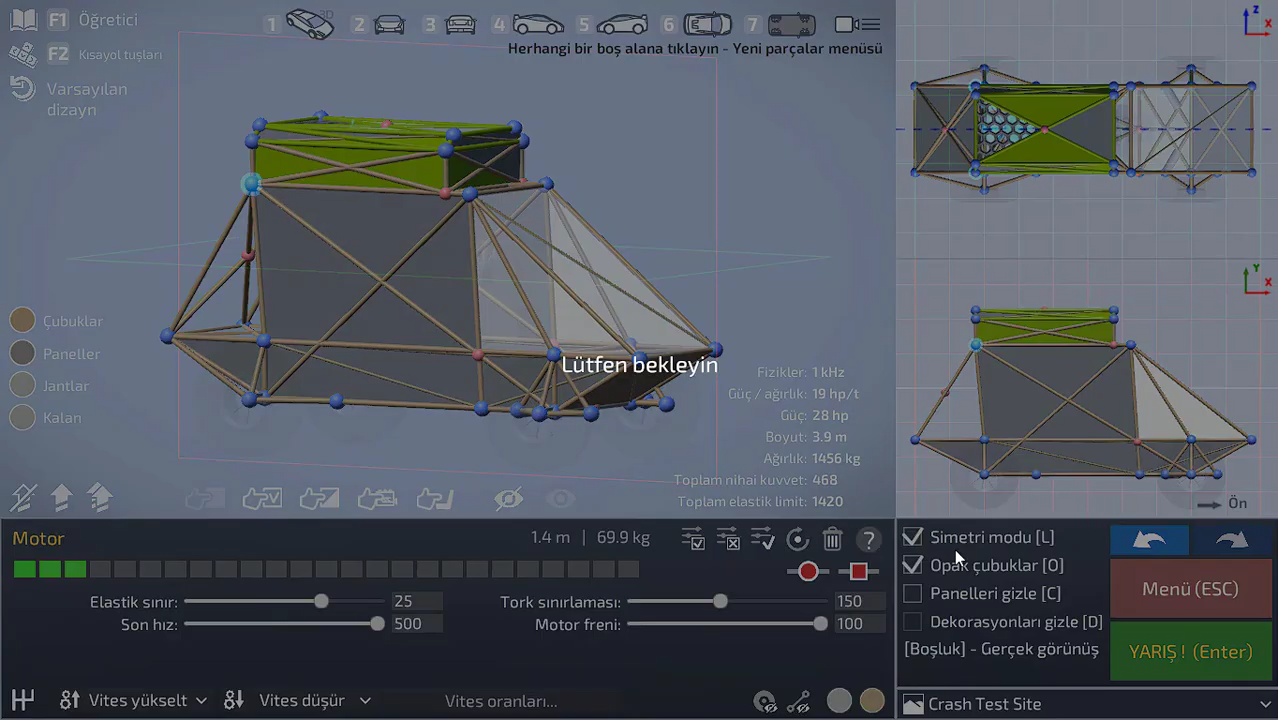 F1 Öğretici
F2 Kısayol tuşları
Varsayılan
dizayn
1 3D 2 3 4 5 6 7
Herhangi bir boş alana tıklayın - Yeni parçalar menüsü
Çubuklar
Paneller
Jantlar
Kalan
Lütfen bekleyin
Fizikler: 1 kHz
Güç / ağırlık: 19 hp/t
Güç: 28 hp
Boyut: 3.9 m
Ağırlık: 1456 kg
Toplam nihai kuvvet: 468
Toplam elastik limit: 1420
Z
X
Y
X
Ön
Motor
1.4 m | 69.9 kg
?
Elastik sınır: 25
Son hız: 500
Tork sınırlaması: 150
Motor freni: 100
Vites yükselt
Vites düşür
Vites oranları...
Simetri modu [L]
Opak çubuklar [O]
Panelleri gizle [C]
Dekorasyonları gizle [D]
[Boşluk] - Gerçek görünüş
Menü (ESC)
YARIŞ! (Enter)
Crash Test Site